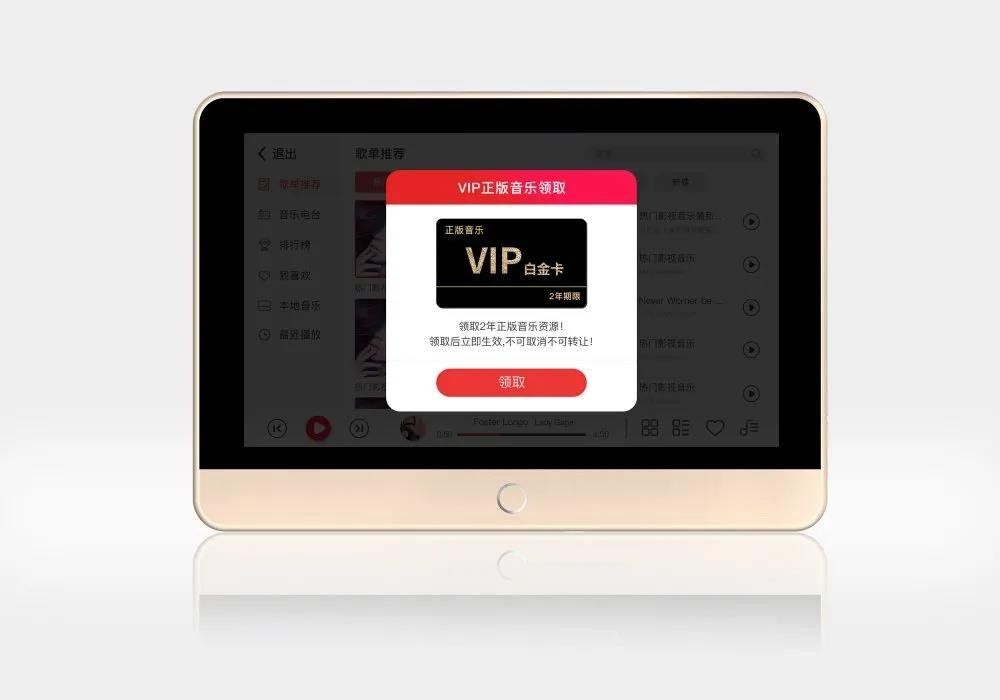 退出
歌单推荐
歌单推荐
音乐电台
排行榜
我喜欢
本地音乐
最近播放
VIP正版音乐领取
正版音乐
VIP白金卡
2年期限
领取2年正版音乐资源！
领取后立即生效,不可取消不可转让！
领取
热门影视音乐最新...
热门影视音乐
Never Worner be ...
热门影视音乐
热门影视音乐
Foster Longo Lady Gaga